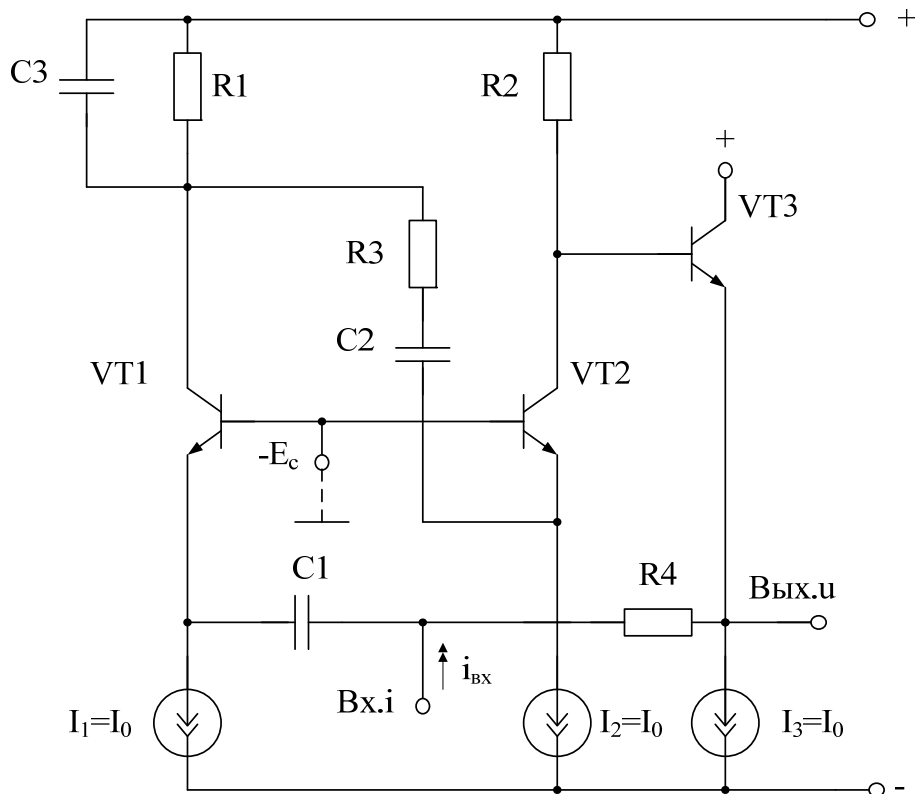 +
C3
R1
R2
+
VT3
R3
C2
VT1
VT2
-Eс
C1
R4
Вых.u
iвх
Вх.i
I1=I0
I2=I0
I3=I0
-